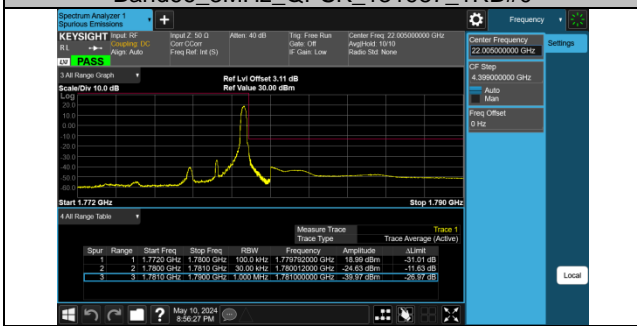 Spectrum Analyzer 1
Spurious Emissions
Frequency
KEYSIGHT
Input: RF
Coupling: DC
Align: Auto
Input Z: 50 Ω
Corr CCorr
Freq Ref: Int (S)
Atten: 40 dB
Trig: Free Run
Gate: Off
IF Gain: Low
Center Freq: 22.005000000 GHz
Avg|Hold: 10/10
Radio Std: None
RL
LNI PASS
Center Frequency
22.005000000 GHz
Settings
CF Step
4.399000000 GHz
Auto
Man
Freq Offset
0 Hz
3 All Range Graph
Scale/Div 10.0 dB
Ref Lvl Offset 3.11 dB
Ref Value 30.00 dBm
Log
20.0
10.0
0.00
-10.0
-20.0
-30.0
-40.0
-50.0
-60.0
Start 1.772 GHz
Stop 1.790 GHz
4 All Range Table
Measure Trace Trace 1
Trace Type Trace Average (Active)
Spur Range Start Freq Stop Freq RBW Frequency Amplitude ΔLimit
1 1 1.7720 GHz 1.7800 GHz 100.0 kHz 1.779792000 GHz 18.99 dBm -31.01 dB
2 2 1.7800 GHz 1.7810 GHz 30.00 kHz 1.780012000 GHz -24.63 dBm -11.63 dB
3 3 1.7810 GHz 1.7900 GHz 1.000 MHz 1.781000000 GHz -39.97 dBm -26.97 dB
Local
May 10, 2024
8:56:27 PM